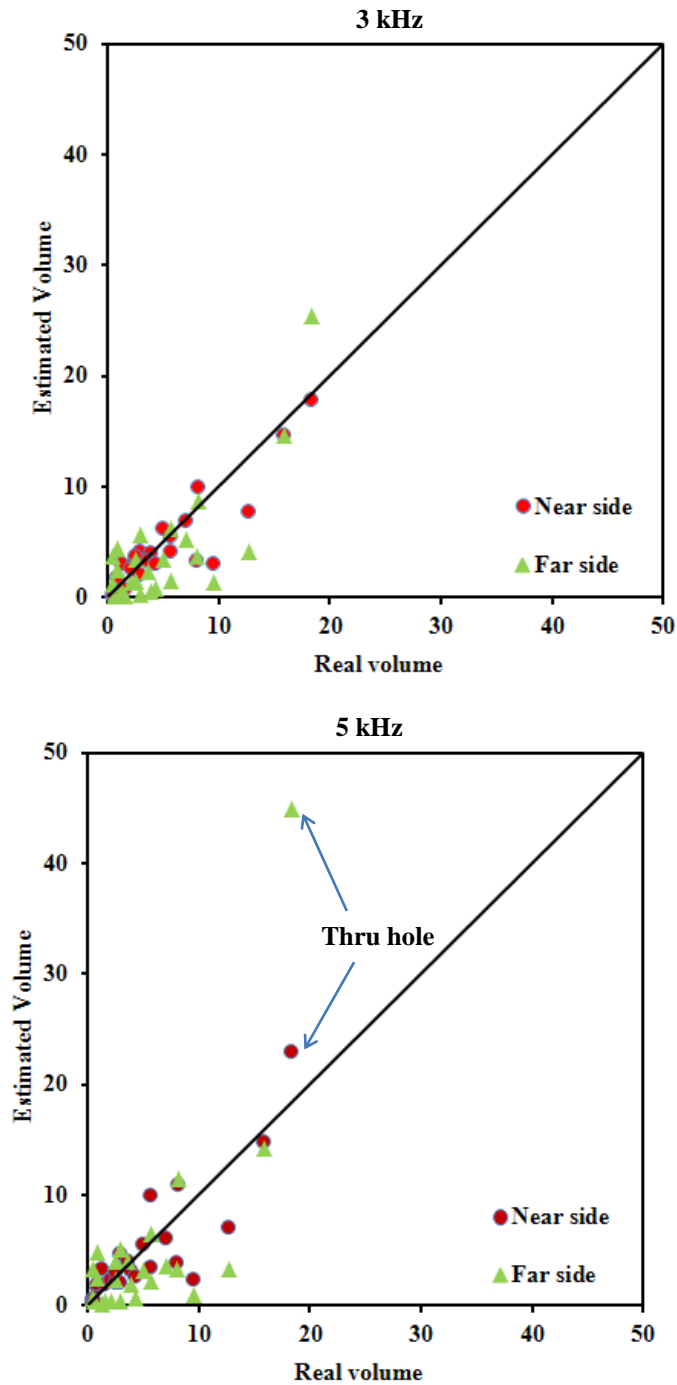 3 kHz
50
40
30
20
10
0
Estimated Volume
Near side
Far side
0 10 20 30 40 50
Real volume
5 kHz
50
40
30
20
10
0
Estimated Volume
Thru hole
Near side
Far side
0 10 20 30 40 50
Real volume